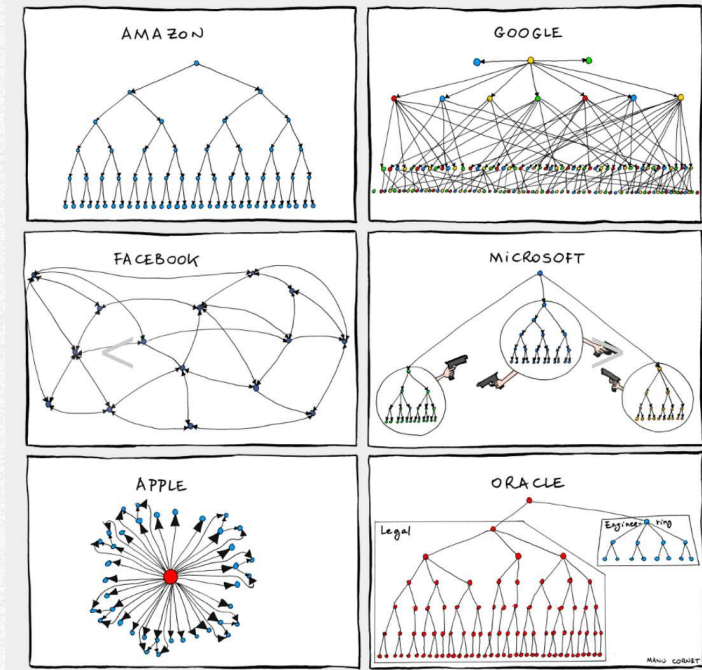 AMAZON
GOOGLE
FACEBOOK
MiCROSOFT
APPLE
ORACLE
Legal
Engineering
MANU CORNET